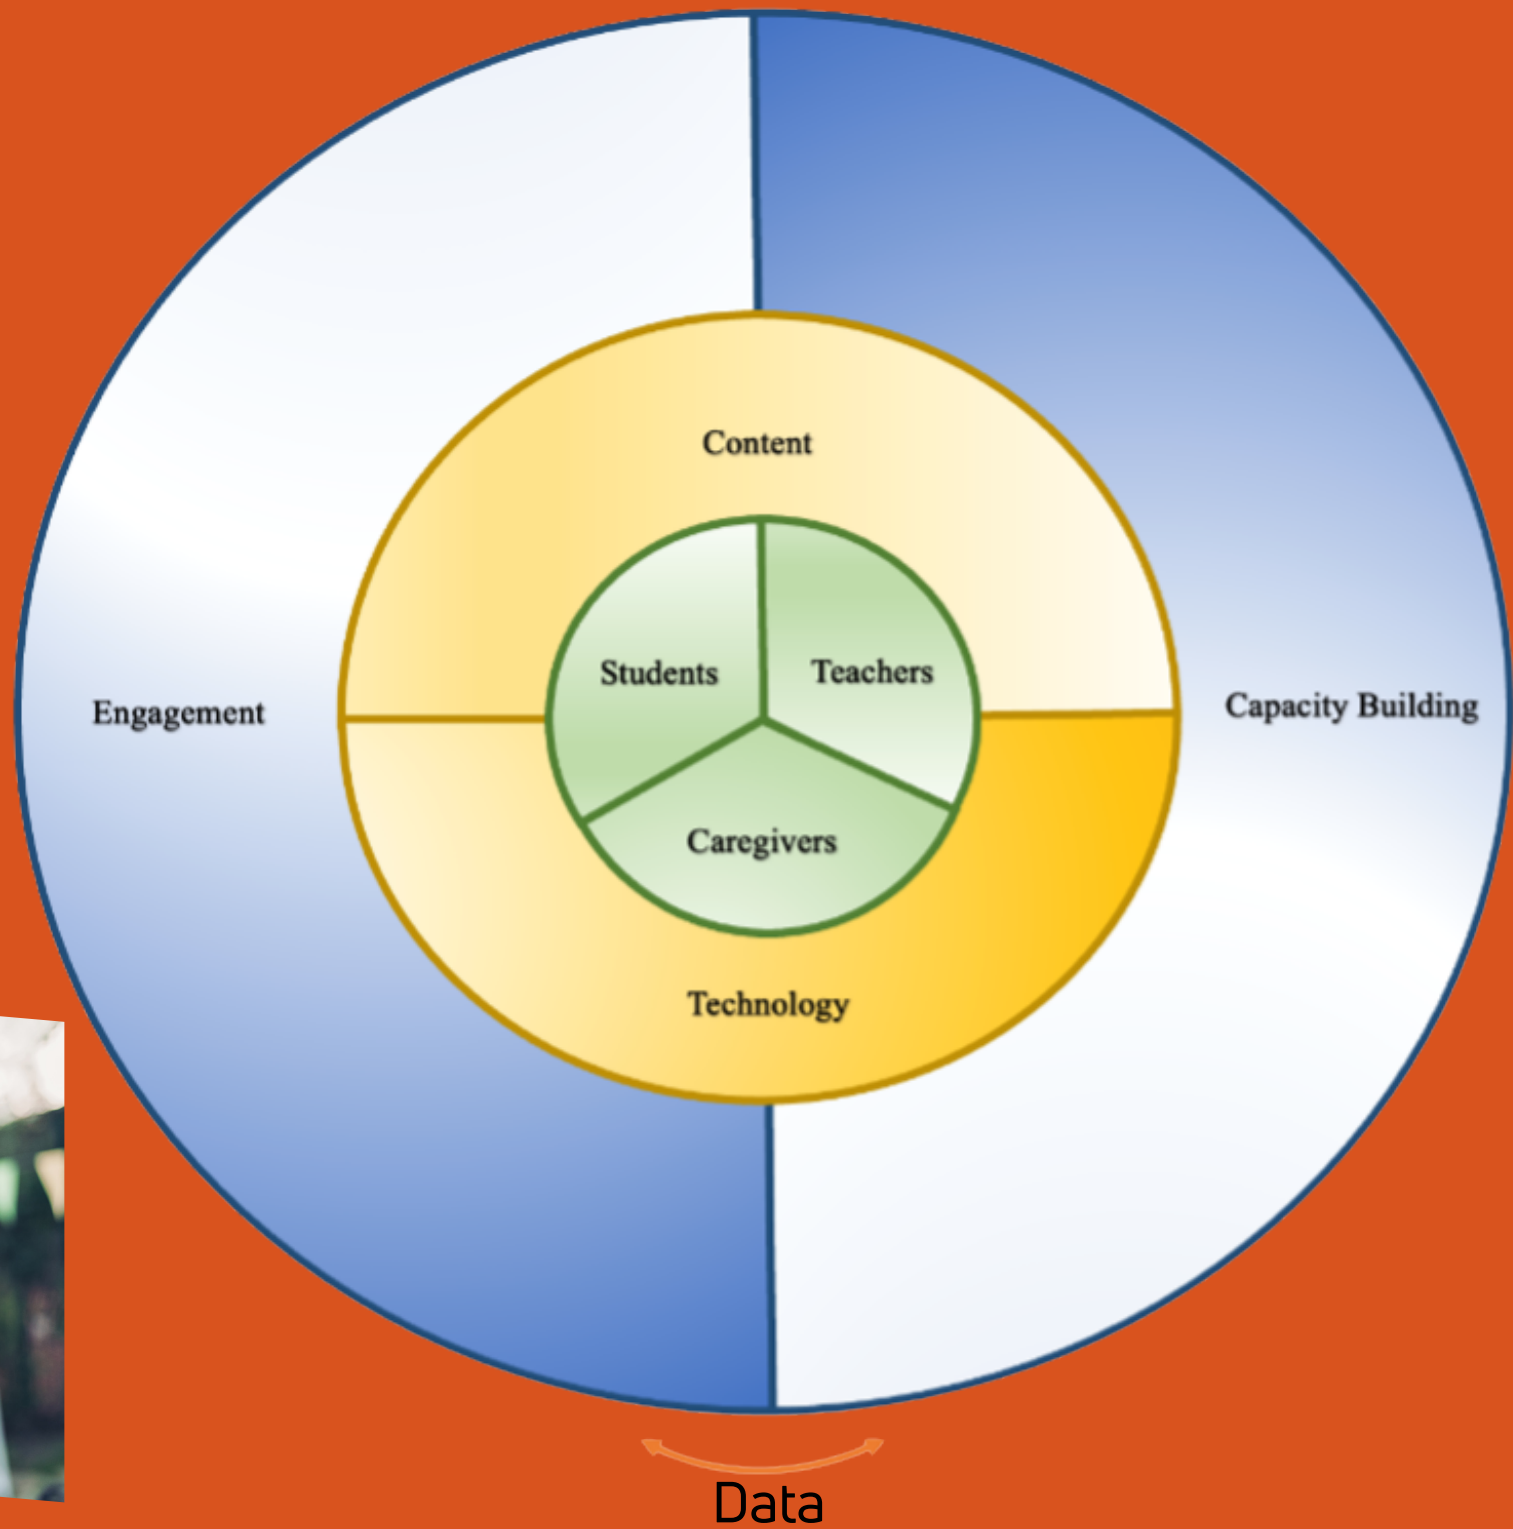 Content
Students
Teachers
Engagement
Capacity Building
Caregivers
Technology
Data